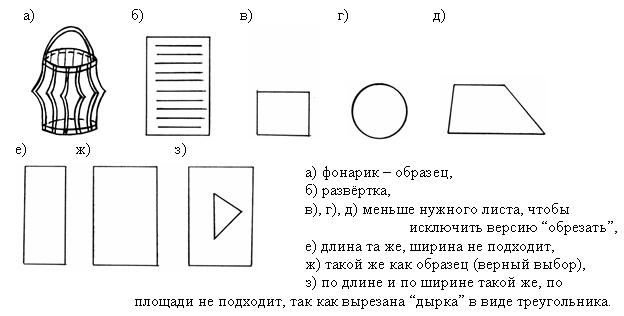 а) б) в) г) д)
е) ж) з)
а) фонарик – образец,
б) развёртка,
в), г), д) меньше нужного листа, чтобы
исключить версию “обрезать”,
е) длина та же, ширина не подходит,
ж) такой же как образец (верный выбор),
з) по длине и по ширине такой же, по
площади не подходит, так как вырезана “дырка” в виде треугольника.